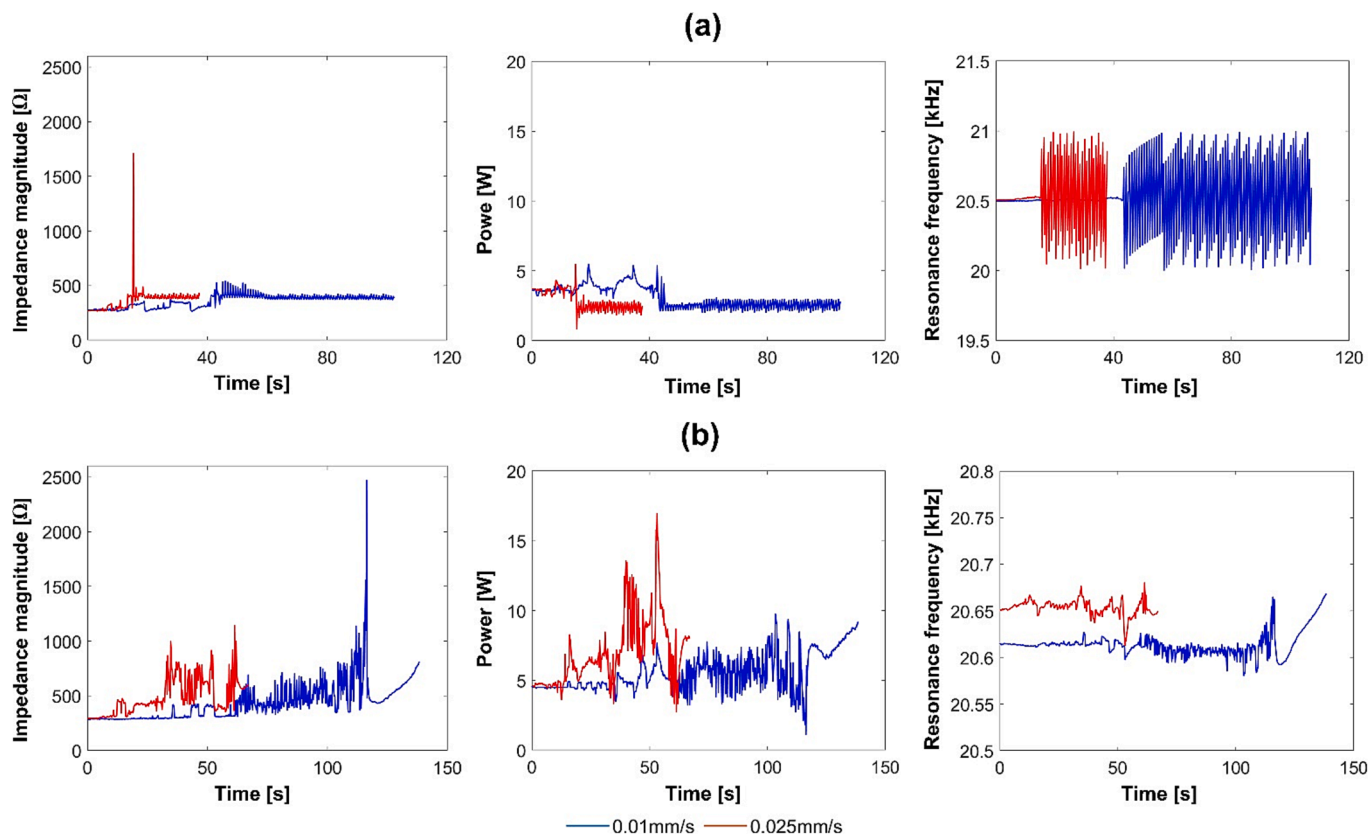 (a)
Impedance magnitude [Ω]
2500
2000
1500
1000
500
0
0 40 80 120
Time [s]
Powe [W]
20
15
10
5
0
0 20 40 60 80 100 120
Time [s]
Resonance frequency [kHz]
21.5
21
20.5
20
19.5
0 40 80 120
Time [s]
(b)
Impedance magnitude [Ω]
2500
2000
1500
1000
500
0
0 50 100 150
Time [s]
Power [W]
20
15
10
5
0
0 50 100 150
Time [s]
Resonance frequency [kHz]
20.8
20.75
20.7
20.65
20.6
20.55
20.5
0 50 100 150
Time [s]
0.01mm/s 0.025mm/s